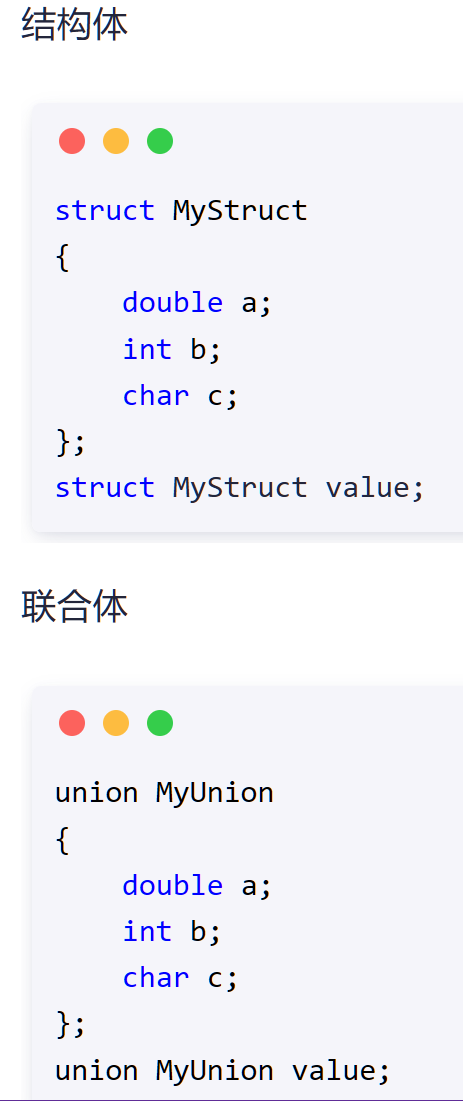 结构体
struct MyStruct
{
    double a;
    int b;
    char c;
};
struct MyStruct value;
联合体
union MyUnion
{
    double a;
    int b;
    char c;
};
union MyUnion value;